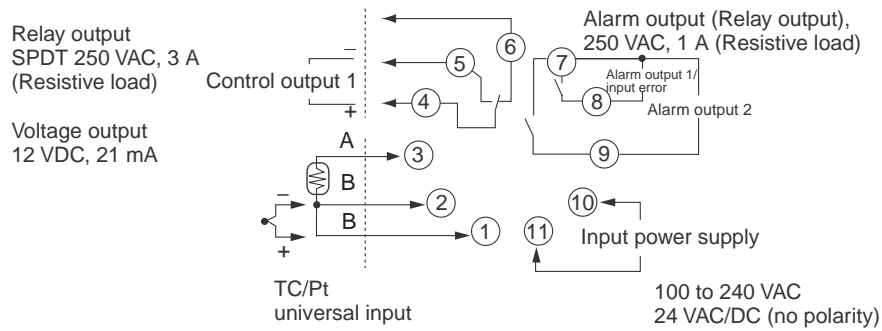 Relay output
SPDT 250 VAC, 3 A
(Resistive load)
Control output 1
−
+
Voltage output
12 VDC, 21 mA
6
5
4
A
3
B
2
B
1
−
+
TC/Pt
universal input
Alarm output (Relay output),
250 VAC, 1 A (Resistive load)
7
Alarm output 1/
input error
8
Alarm output 2
9
10
11
Input power supply
100 to 240 VAC
24 VAC/DC (no polarity)